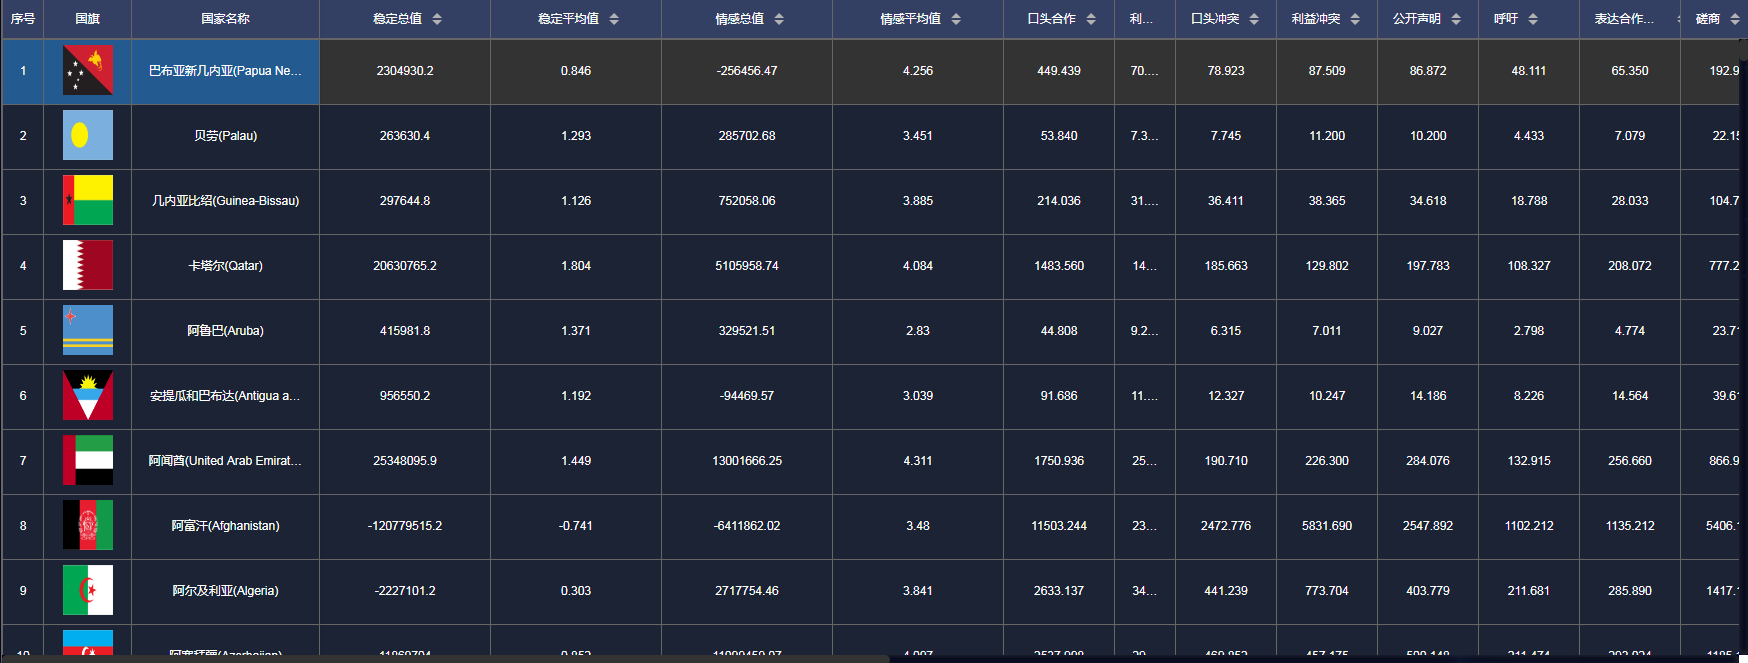 序号 国旗 国家名称 稳定总值 稳定平均值 情感总值 情感平均值 口头合作 利... 口头冲突 利益冲突 公开声明 呼吁 表达合作... 磋商
1 巴布亚新几内亚(Papua Ne... 2304930.2 0.846 -256456.47 4.256 449.439 70.... 78.923 87.509 86.872 48.111 65.350 192.9
2 贝劳(Palau) 263630.4 1.293 285702.68 3.451 53.840 7.3... 7.745 11.200 10.200 4.433 7.079 22.15
3 几内亚比绍(Guinea-Bissau) 297644.8 1.126 752058.06 3.885 214.036 31.... 36.411 38.365 34.618 18.788 28.033 104.7
4 卡塔尔(Qatar) 20630765.2 1.804 5105958.74 4.084 1483.560 14... 185.663 129.802 197.783 108.327 208.072 777.2
5 阿鲁巴(Aruba) 415981.8 1.371 329521.51 2.83 44.808 9.2... 6.315 7.011 9.027 2.798 4.774 23.7
6 安提瓜和巴布达(Antigua a... 956550.2 1.192 -94469.57 3.039 91.686 11.... 12.327 10.247 14.186 8.226 14.564 39.6
7 阿闻酋(United Arab Emirat... 25348095.9 1.449 13001666.25 4.311 1750.936 25... 190.710 226.300 284.076 132.915 256.660 866.9
8 阿富汗(Afghanistan) -120779515.2 -0.741 -6411862.02 3.48 11503.244 23... 2472.776 5831.690 2547.892 1102.212 1135.212 5406.
9 阿尔及利亚(Algeria) -2227101.2 0.303 2717754.46 3.841 2633.137 34... 441.239 773.704 403.779 211.681 285.890 1417.
10 阿塞拜疆(Azerbaijan)